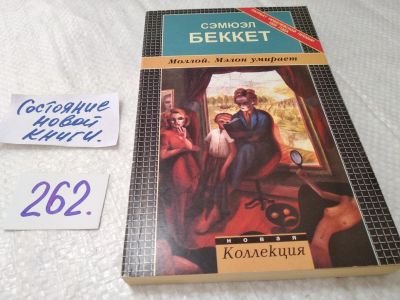 СЭМЮЭЛ
БЕККЕТ
Моллой. Мэлон умирает
Состояние
новой
книги.
262.
НОВАЯ
Коллекция